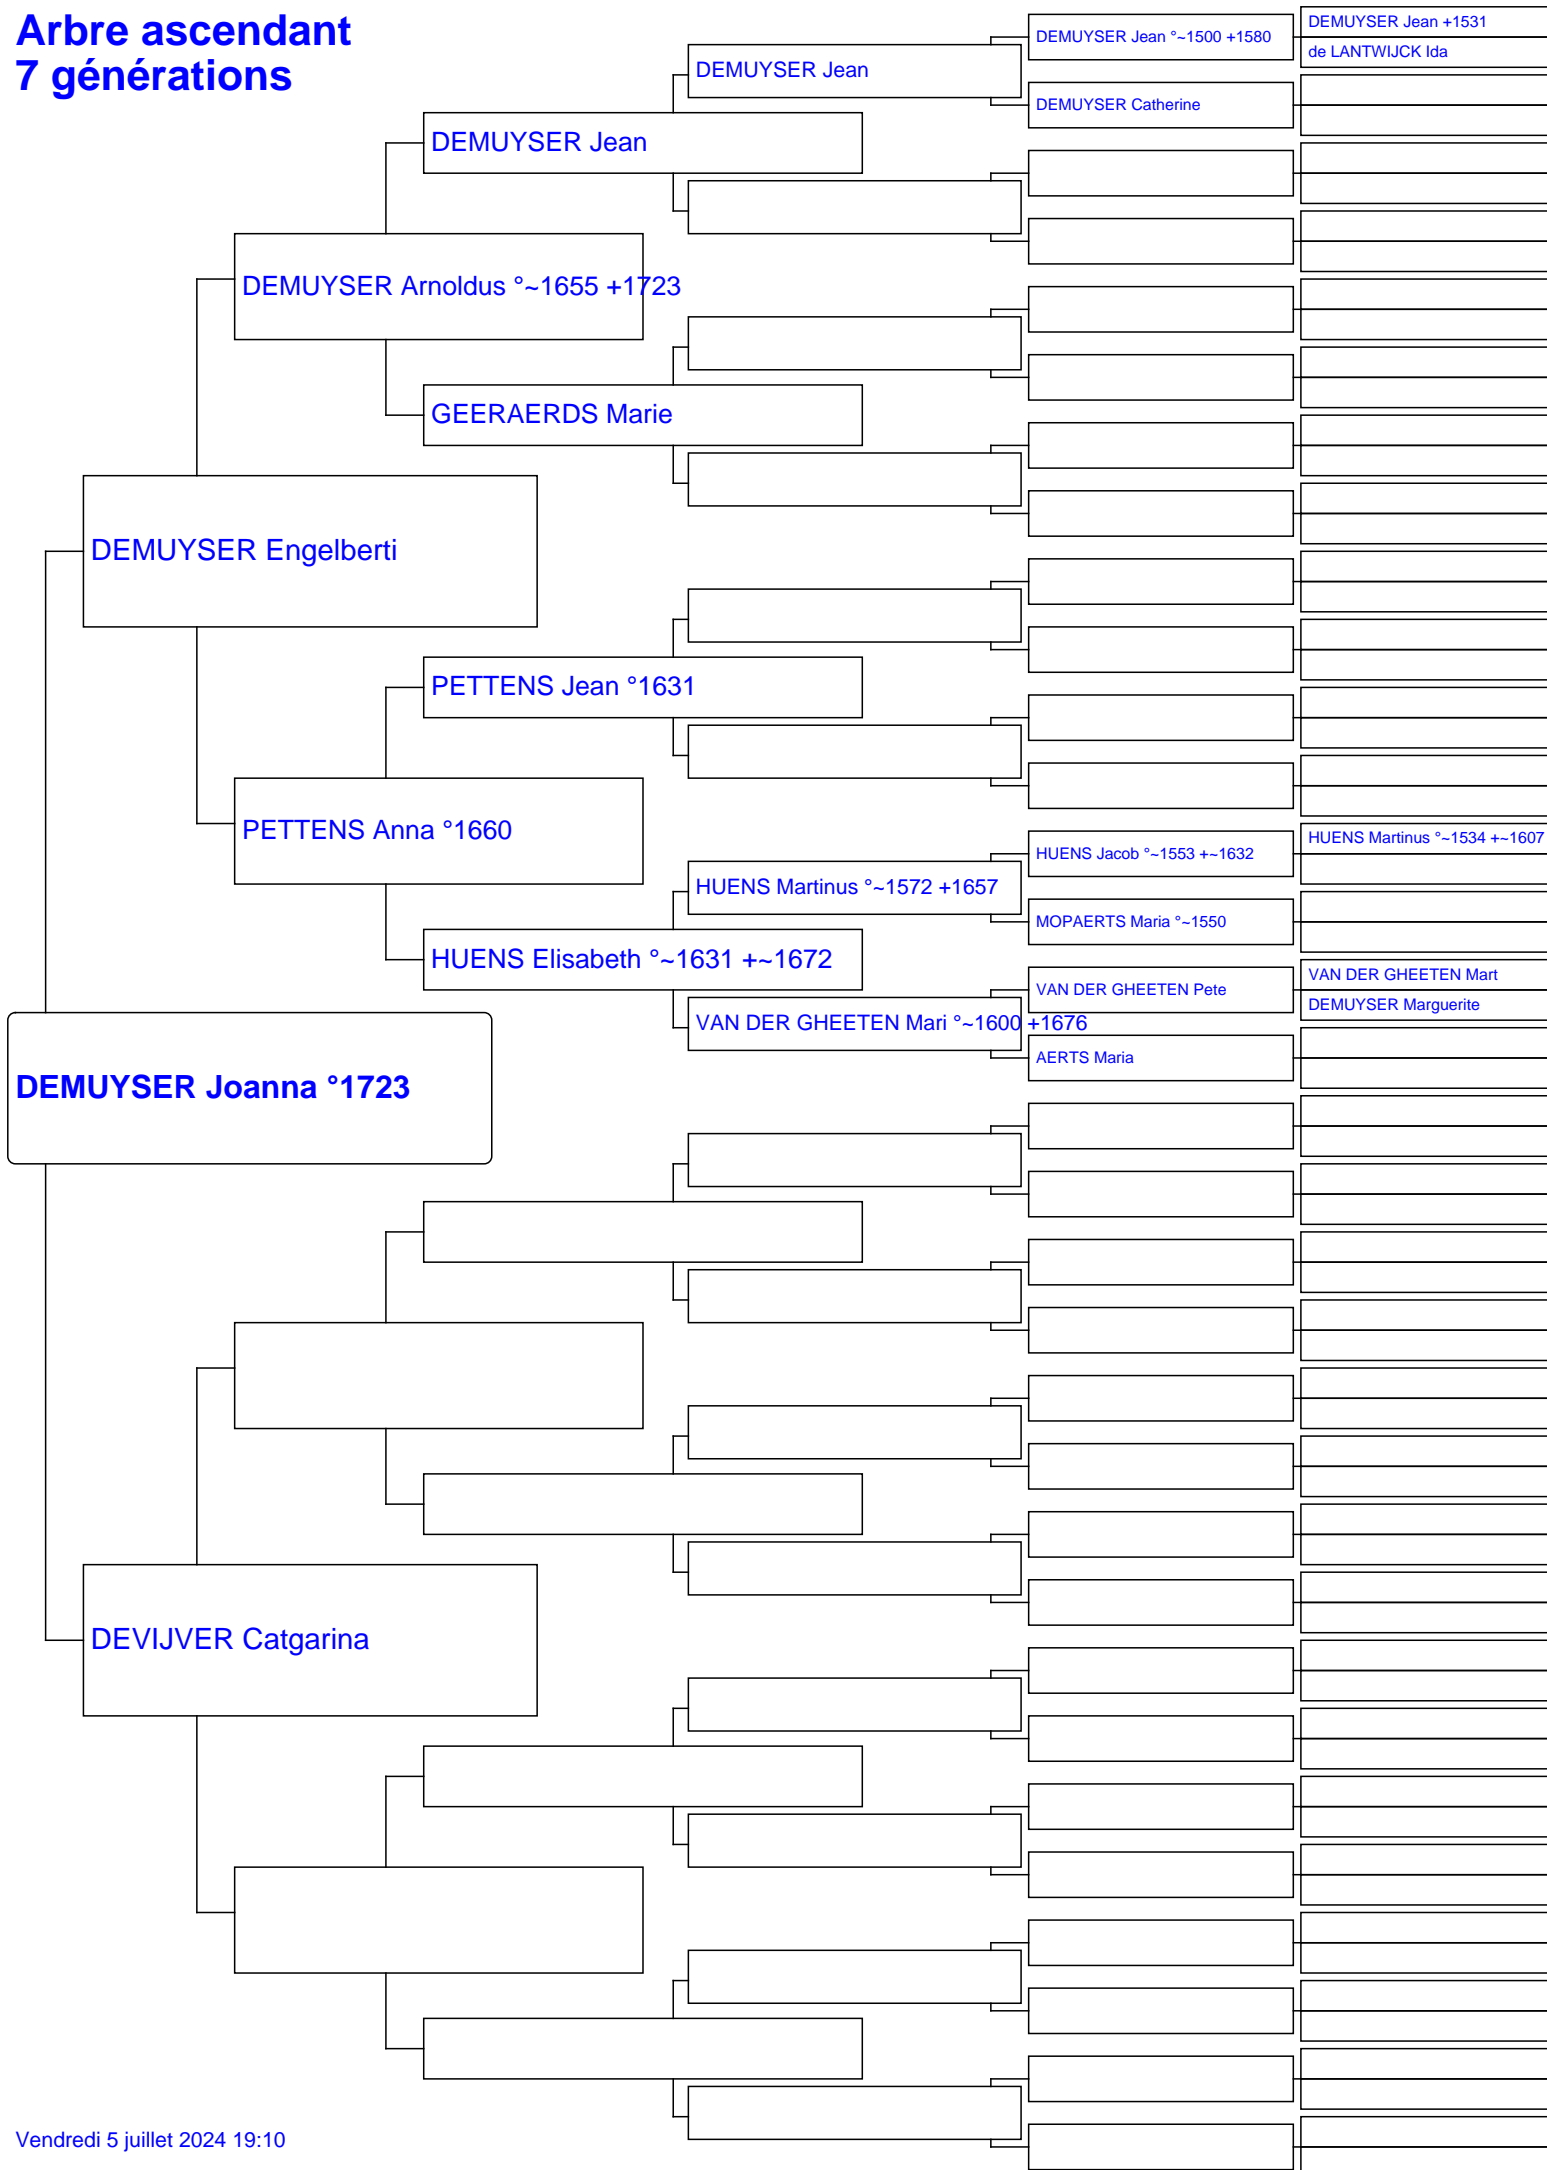 Arbre ascendant
7 générations
DEMUYSER Jean °~1500 +1580
DEMUYSER Jean +1531
de LANTWIJCK Ida
DEMUYSER Jean
DEMUYSER Catherine
DEMUYSER Jean
DEMUYSER Arnoldus °~1655 +1723
GEERAERDS Marie
DEMUYSER Engelberti
PETTENS Jean °1631
PETTENS Anna °1660
HUENS Martinus °~1534 +~1607
HUENS Jacob °~1553 +~1632
HUENS Martinus °~1572 +1657
MOPAERTS Maria °~1550
HUENS Elisabeth °~1631 +~1672
VAN DER GHEETEN Mart
VAN DER GHEETEN Pete
DEMUYSER Marguerite
VAN DER GHEETEN Mari °~1600 +1676
AERTS Maria
DEMUYSER Joanna °1723
DEVIJVER Catgarina
Vendredi 5 juillet 2024 19:10